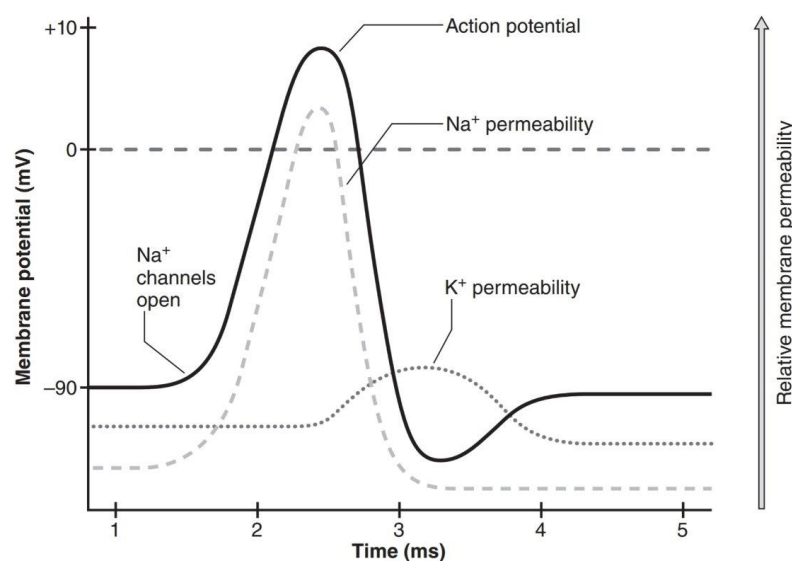 +10
Action potential
Na⁺ permeability
0
Na⁺
channels
open
K⁺ permeability
–90
Membrane potential (mV)
Relative membrane permeability
1 2 3 4 5
Time (ms)